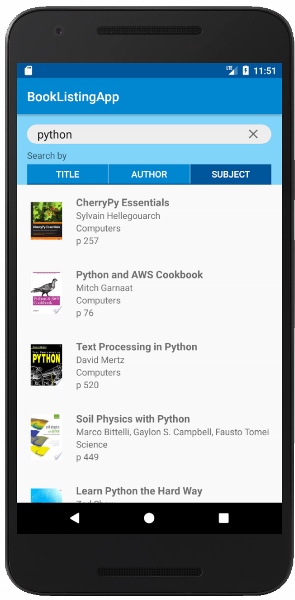 LTE 11:51
BookListingApp
python
Search by
TITLE AUTHOR SUBJECT
CherryPy Essentials
Sylvain Hellegouarch
Computers
p 257
Python and AWS Cookbook
Mitch Garnaat
Computers
p 76
Text Processing in Python
David Mertz
Computers
p 520
PYTHON
Soil Physics with Python
Marco Bittelli, Gaylon S. Campbell, Fausto Tomei
Science
p 449
Learn Python the Hard Way